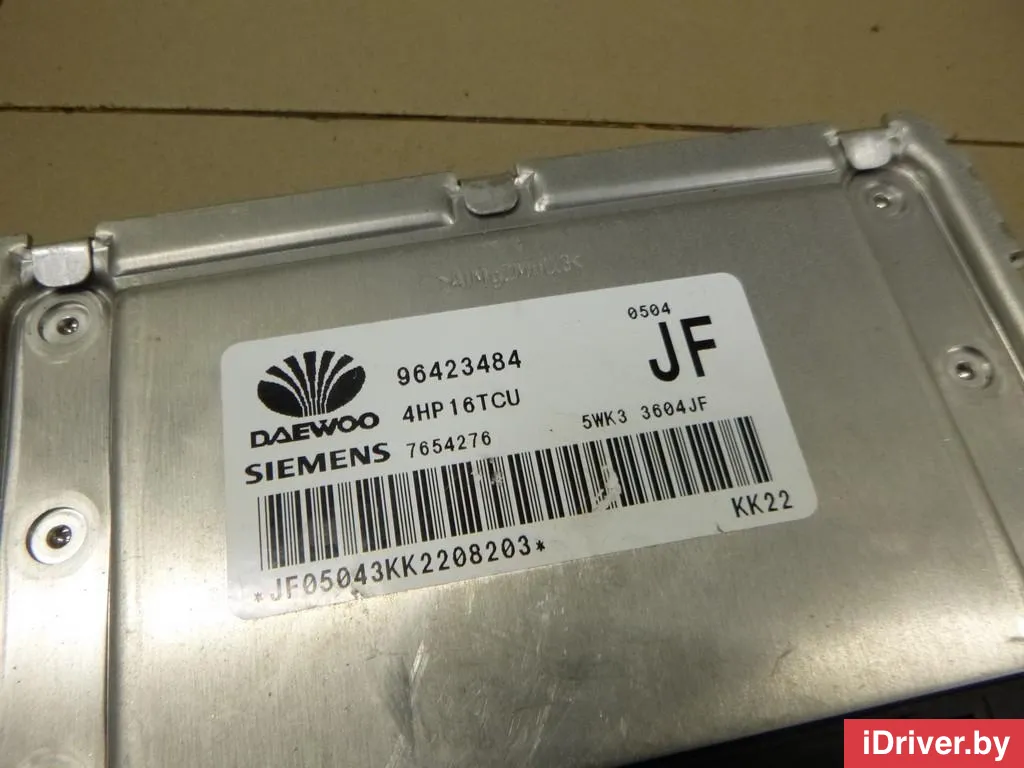 0504
JF
96423484
4HP16TCU
DAEWOO
5WK3 3604JF
SIEMENS 7654276
KK22
*JF05043KK2208203*
iDriver.by